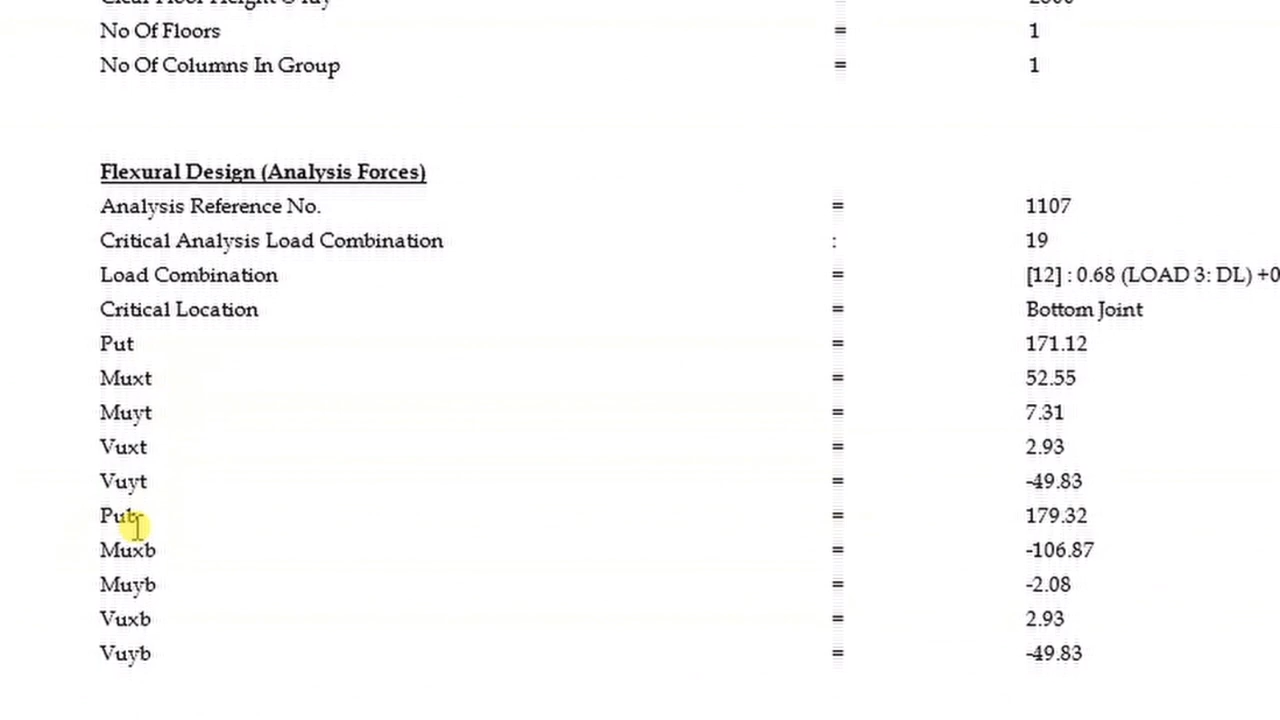 No Of Floors = 1
No Of Columns In Group = 1
Flexural Design (Analysis Forces)
Analysis Reference No. = 1107
Critical Analysis Load Combination : 19
Load Combination = [12] : 0.68 (LOAD 3: DL) +0
Critical Location = Bottom Joint
Put = 171.12
Muxt = 52.55
Muyt = 7.31
Vuxt = 2.93
Vuyt = -49.83
Pub = 179.32
Muxb = -106.87
Muyb = -2.08
Vuxb = 2.93
Vuyb = -49.83